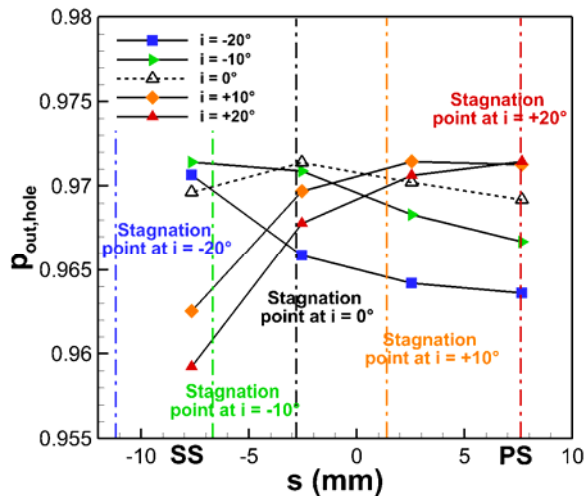 0.98
0.975
0.97
0.965
0.96
0.955
p_out,hole
i = -20°
i = -10°
i = 0°
i = +10°
i = +20°
Stagnation
point at i = +20°
Stagnation
point at i = -20°
Stagnation
point at i = 0°
Stagnation
point at i = +10°
Stagnation
point at i = -10°
-10
SS
-5
0
5
PS
10
s (mm)